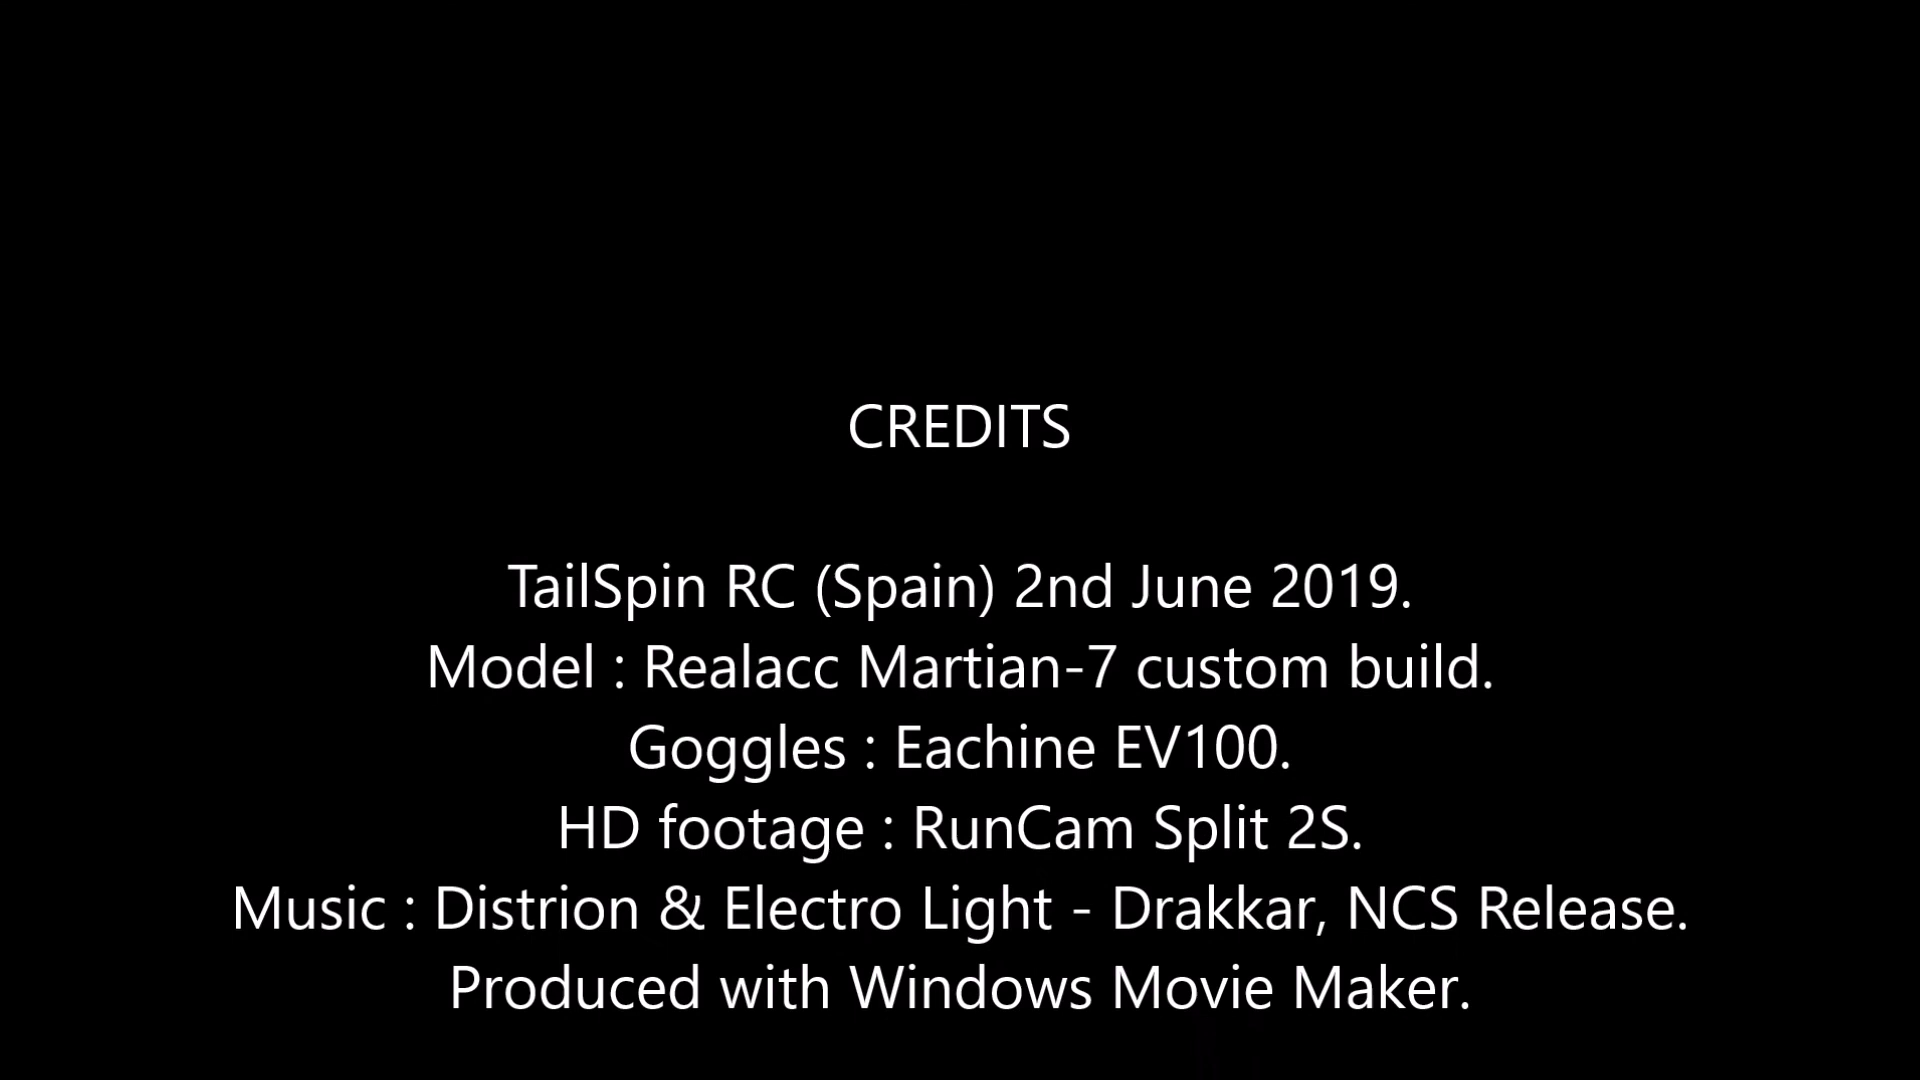 CREDITS
TailSpin RC (Spain) 2nd June 2019.
Model : Realacc Martian-7 custom build.
Goggles : Eachine EV100.
HD footage : RunCam Split 2S.
Music : Distrion & Electro Light - Drakkar, NCS Release.
Produced with Windows Movie Maker.